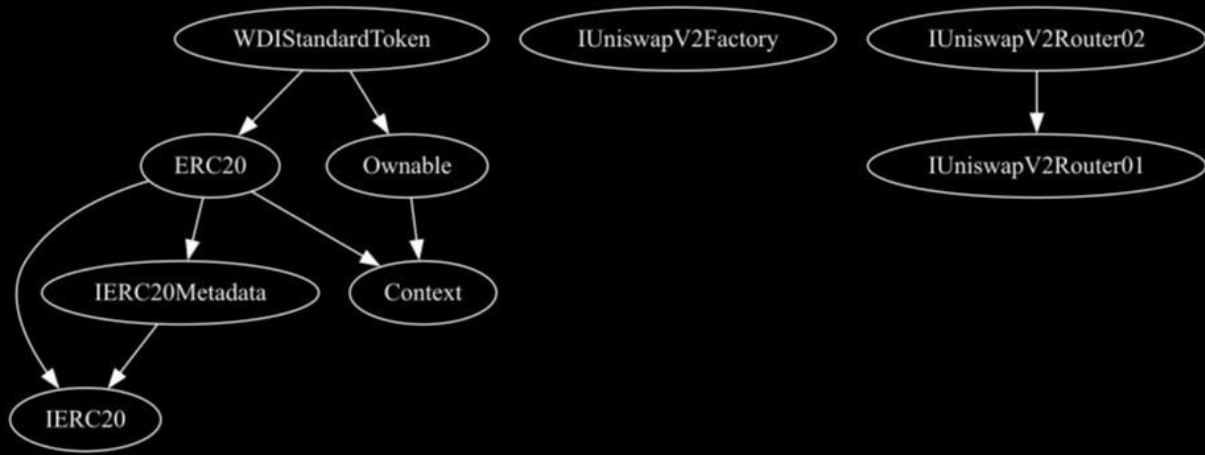 WDIStandardToken
IUniswapV2Factory
IUniswapV2Router02
ERC20
Ownable
IUniswapV2Router01
IERC20Metadata
Context
IERC20